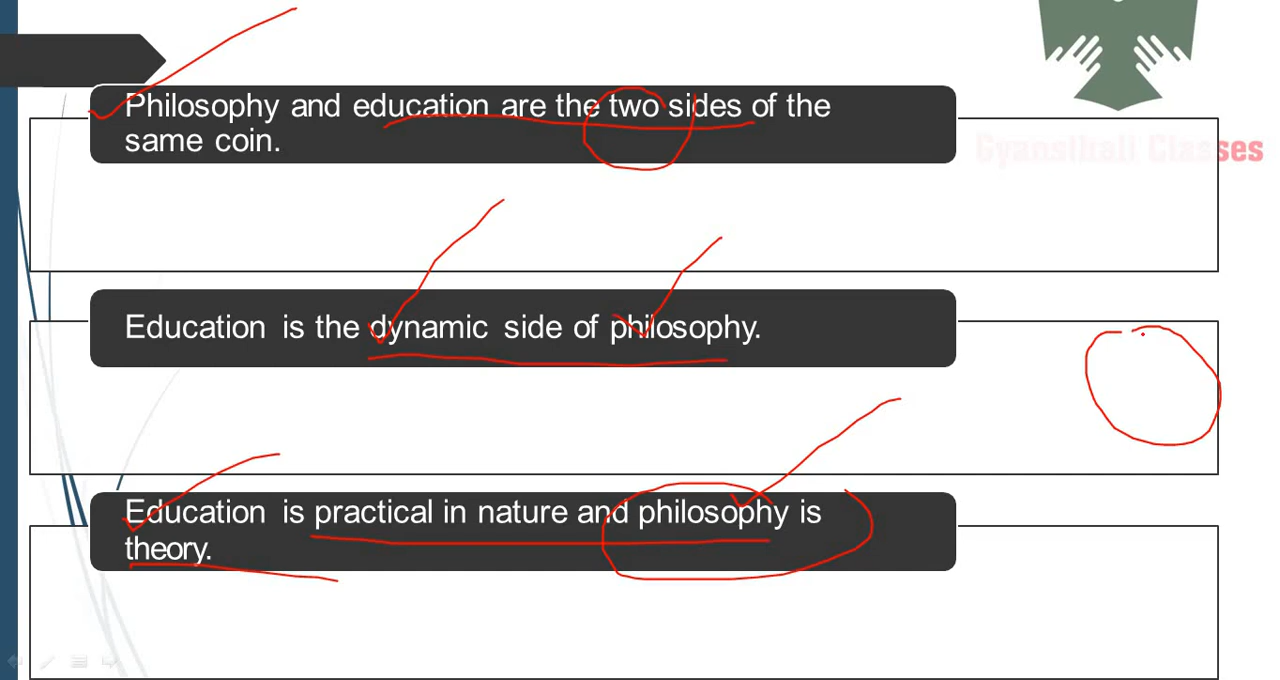 Gyansthali Classes
Philosophy and education are the two sides of the
same coin.
Education is the dynamic side of philosophy.
Education is practical in nature and philosophy is
theory.